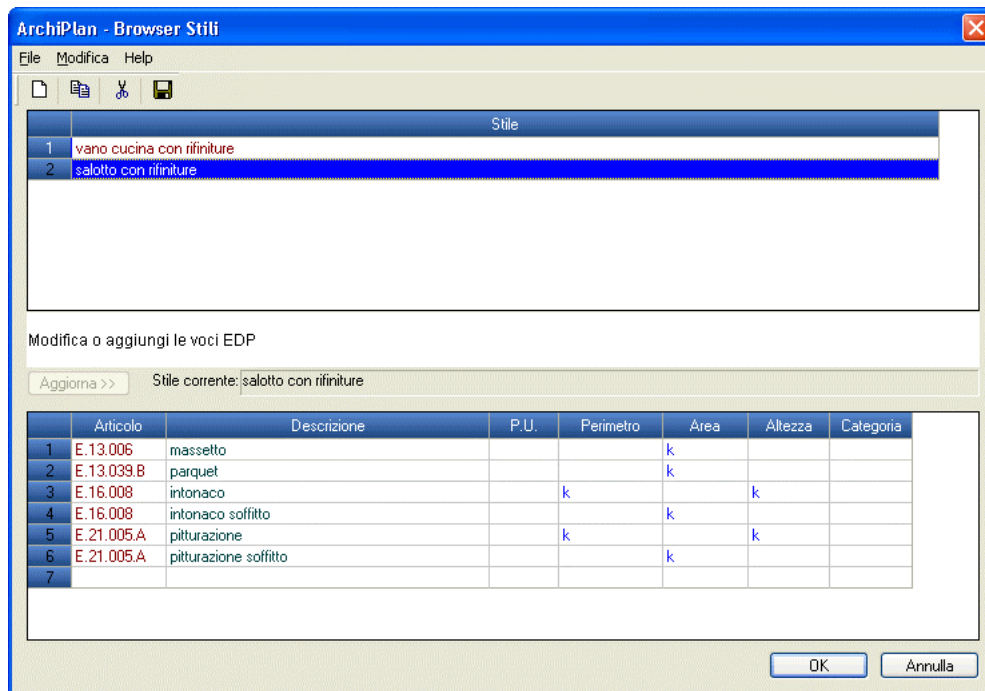 ArchiPlan - Browser Stili
File Modifica Help
Stile
1 vano cucina con rifiniture
2 salotto con rifiniture
Modifica o aggiungi le voci EDP
Aggiorna >> Stile corrente: salotto con rifiniture
Articolo Descrizione P.U. Perimetro Area Altezza Categoria
1 E.13.006 massetto k
2 E.13.039.B parquet k
3 E.16.008 intonaco k k
4 E.16.008 intonaco soffitto k
5 E.21.005.A pitturazione k k
6 E.21.005.A pitturazione soffitto k
7
OK Annulla